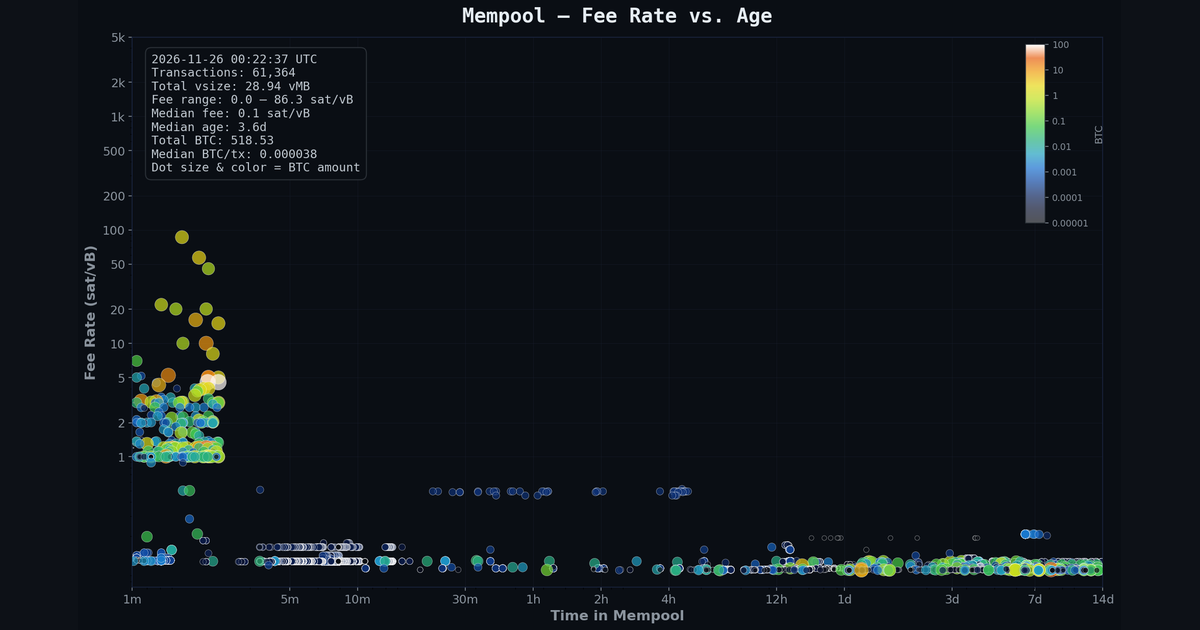 Mempool — Fee Rate vs. Age
2026-11-26 00:22:37 UTC
Transactions: 61,364
Total vsize: 28.94 vMB
Fee range: 0.0 — 86.3 sat/vB
Median fee: 0.1 sat/vB
Median age: 3.6d
Total BTC: 518.53
Median BTC/tx: 0.000038
Dot size & color = BTC amount
Fee Rate (sat/vB)
5k
2k
1k
500
200
100
50
20
10
5
2
1
100
10
1
0.1
0.01
0.001
0.0001
0.00001
BTC
1m
5m
10m
30m
1h
2h
4h
12h
1d
3d
7d
14d
Time in Mempool